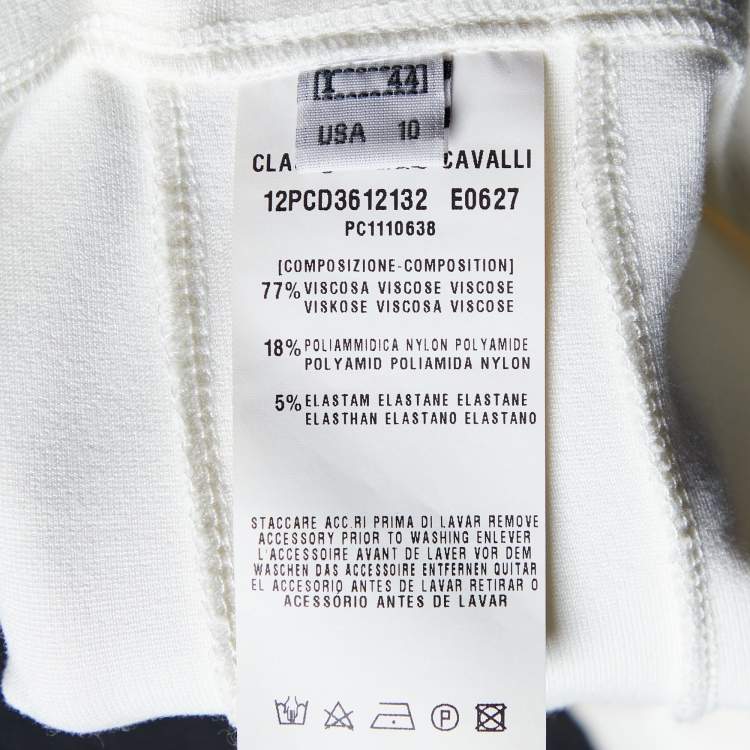 [I 44]
USA 10
CAVALLI
12PCD3612132 E0627
PC1110638
[COMPOSIZIONE-COMPOSITION]
77% VISCOSA VISCOSE VISCOSE
VISKOSE VISCOSA VISCOSE
18% POLIAMMIDICA NYLON POLYAMIDE
POLYAMID POLIAMIDA NYLON
5% ELASTAM ELASTANE ELASTANE
ELASTHAN ELASTANO ELASTANO
STACCARE ACC.RI PRIMA DI LAVAR REMOVE
ACCESSORY PRIOR TO WASHING ENLEVER
L'ACCESSOIRE AVANT DE LAVER VOR DEM
WASCHEN DAS ACCESSOIRE ENTFERNEN QUITAR
EL ACCESORIO ANTES DE LAVAR RETIRAR O
ACESSÓRIO ANTES DE LAVAR
P